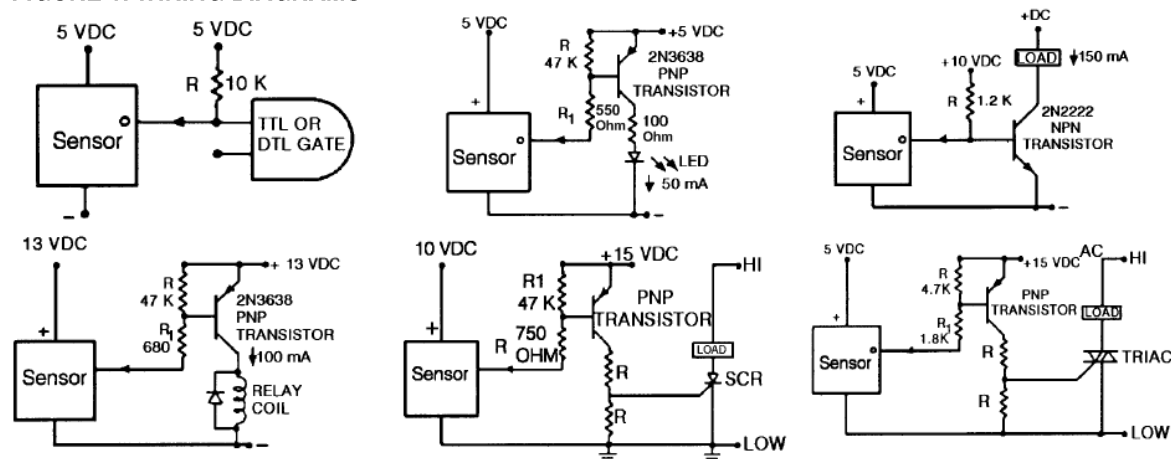 5 VDC
5 VDC
R
10 K
Sensor
TTL OR
DTL GATE
–
5 VDC
+5 VDC
R
47 K
2N3638
PNP
TRANSISTOR
+
R1
550
Ohm
100
Ohm
Sensor
LED
50 mA
–
+DC
LOAD
150 mA
+10 VDC
5 VDC
+
R
1.2 K
2N2222
NPN
TRANSISTOR
Sensor
–
13 VDC
+ 13 VDC
R
47 K
2N3638
PNP
TRANSISTOR
+
R1
680
100 mA
Sensor
RELAY
COIL
–
10 VDC
+15 VDC
HI
R1
47 K
PNP
TRANSISTOR
+
R
750
OHM
LOAD
Sensor
R
SCR
R
LOW
5 VDC
+15 VDC
AC
HI
R
4.7K
PNP
TRANSISTOR
LOAD
+
R1
1.8K
Sensor
R
TRIAC
R
LOW